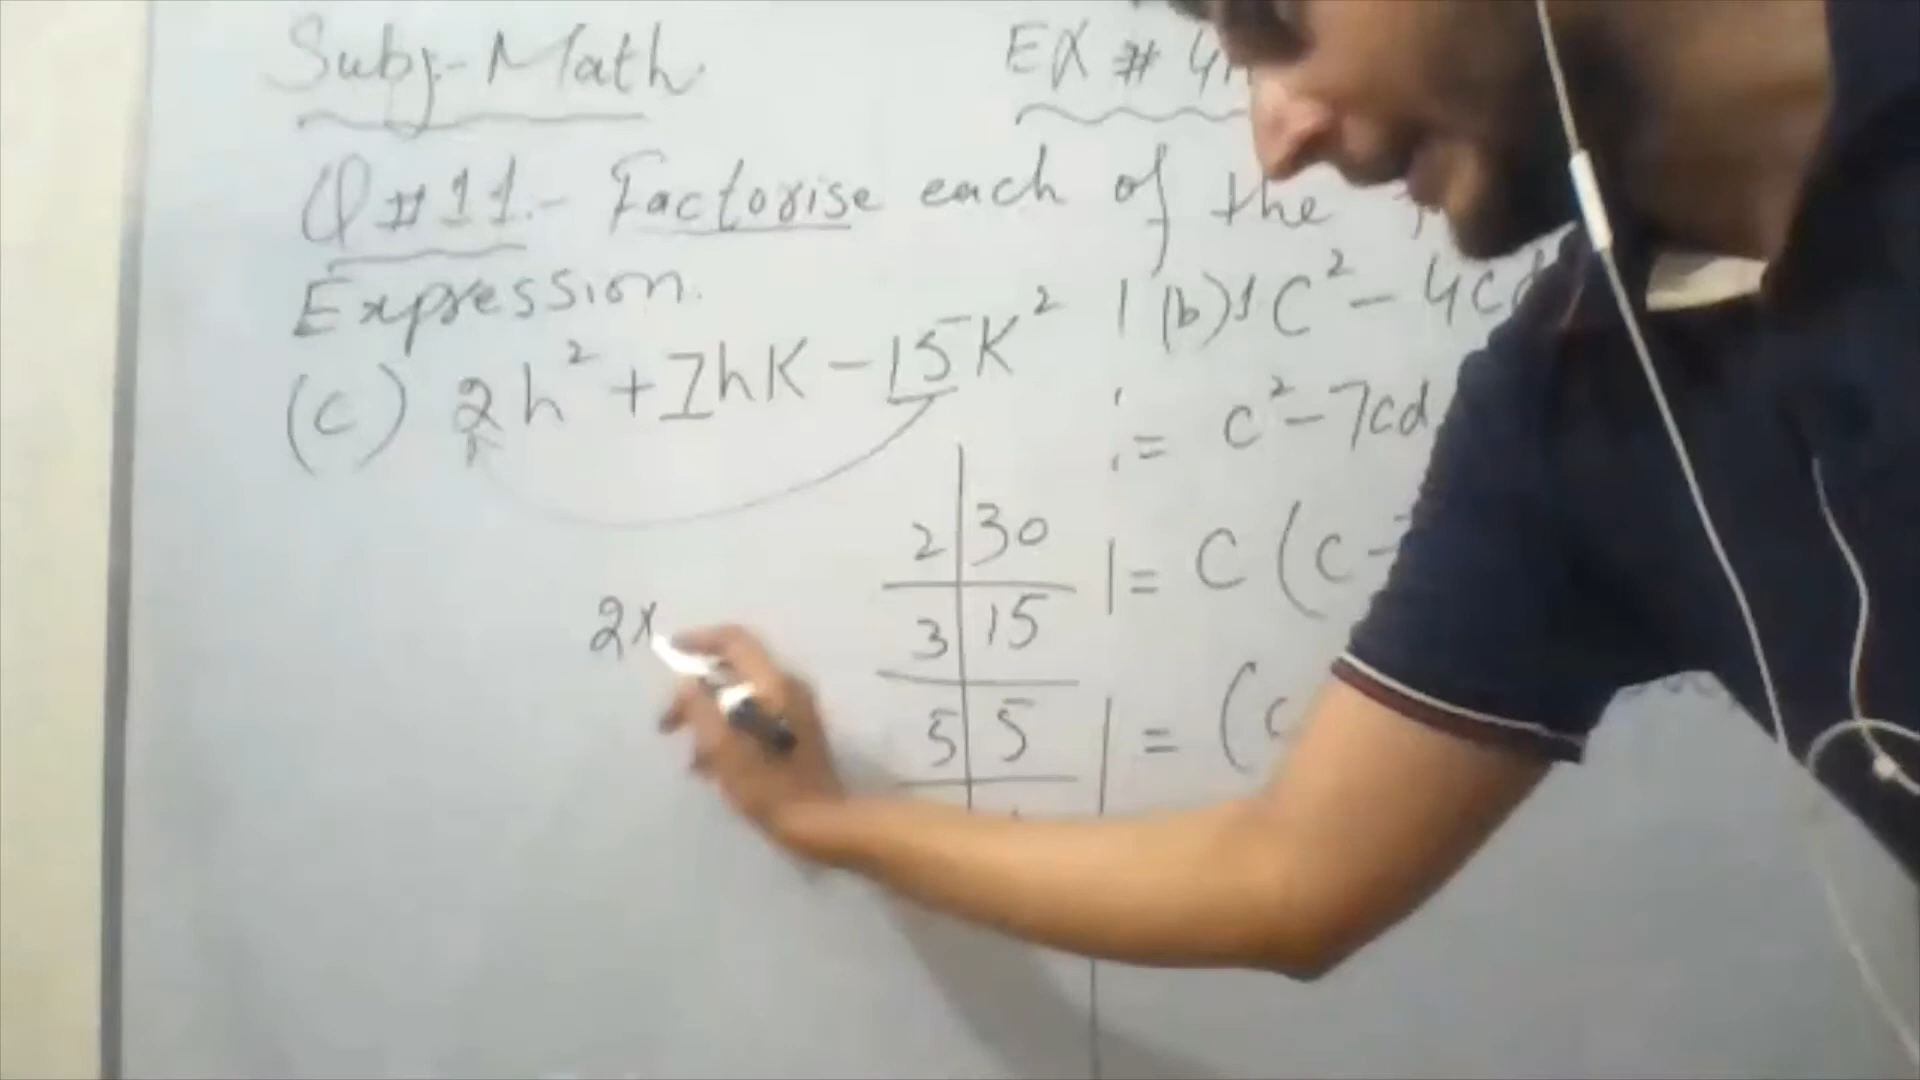 Subj-Math
EX # 4
Q#11.- Factorise each of the
Expression.
(c) 2h² + 7hK - 15K²
2x
2 | 30
3 | 15
5 | 5
(b) C² - 4cd
= c² - 7cd
= C (c -
= (c